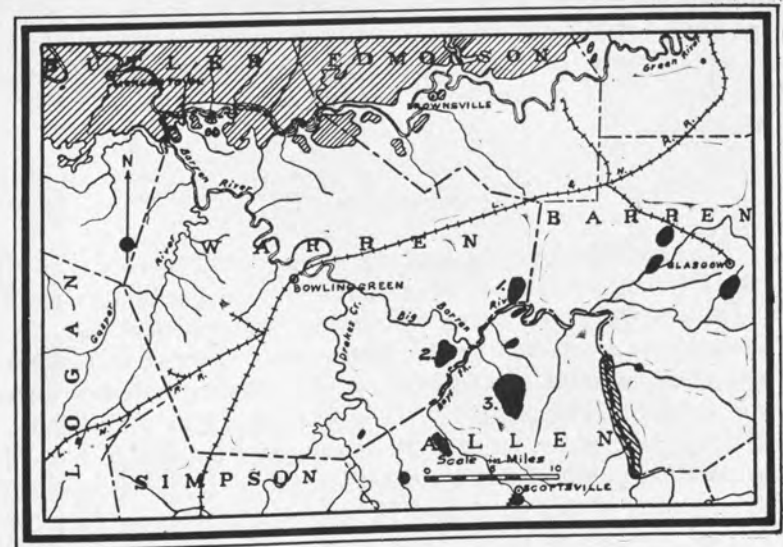 BUTLER EDMONSON
Green River
BROWNSVILLE
Barren River
N
L. & N. R. R.
WARREN
BARREN
GLASGOW
BOWLING GREEN
LOGAN
Gasper River
Drakes Cr.
Big Barren River
1.
2.
3.
L. & N. R. R.
ALLEN
SIMPSON
Scale in Miles
0 5 10
SCOTTSVILLE